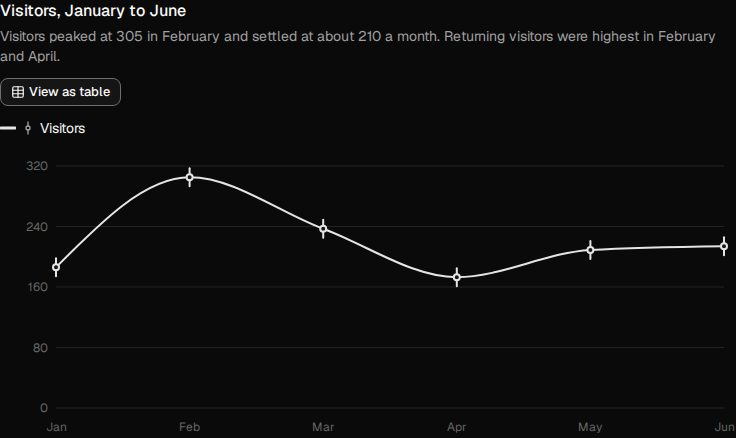 Visitors, January to June
Visitors peaked at 305 in February and settled at about 210 a month. Returning visitors were highest in February
and April.
View as table
Visitors
320
240
160
80
0
Jan Feb Mar Apr May Jun